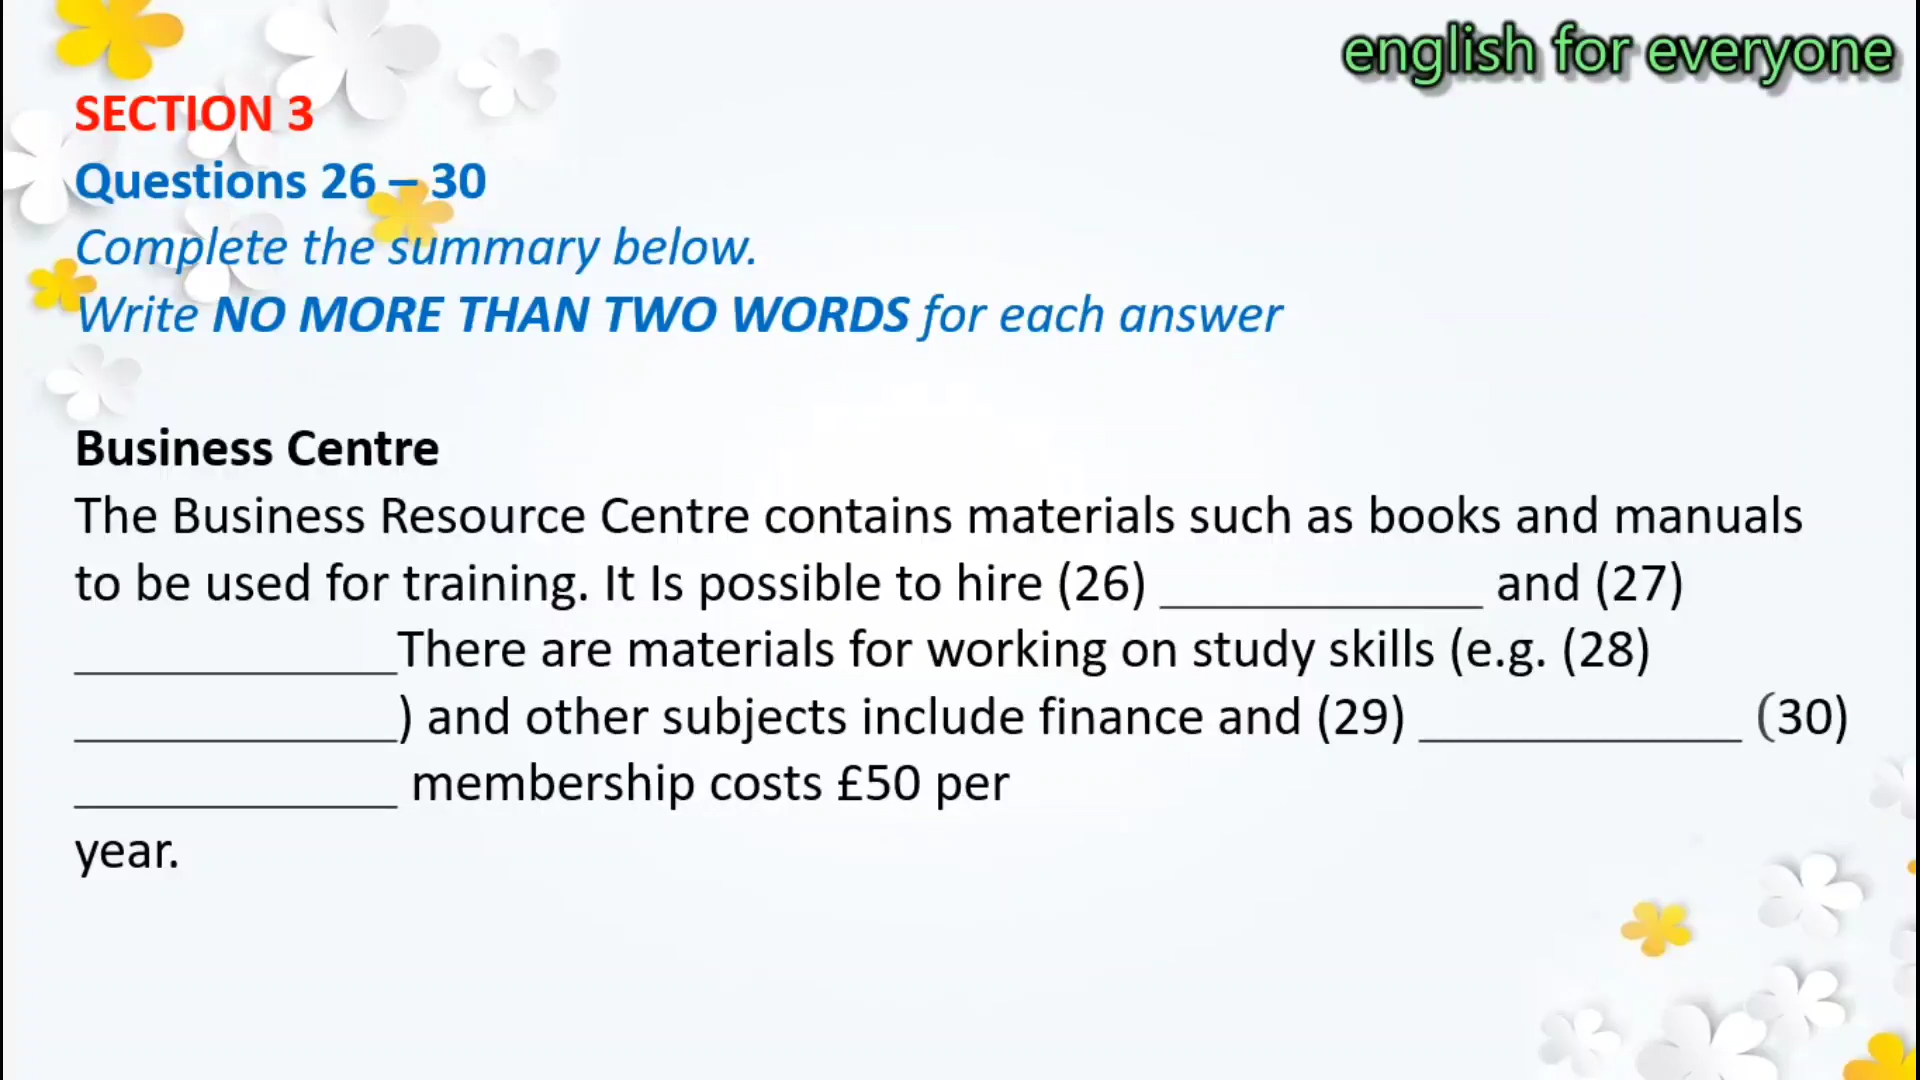 english for everyone
SECTION 3
Questions 26 – 30
Complete the summary below.
Write NO MORE THAN TWO WORDS for each answer
Business Centre
The Business Resource Centre contains materials such as books and manuals
to be used for training. It Is possible to hire (26) ____________ and (27)
____________There are materials for working on study skills (e.g. (28)
____________) and other subjects include finance and (29) ____________ (30)
____________ membership costs £50 per
year.